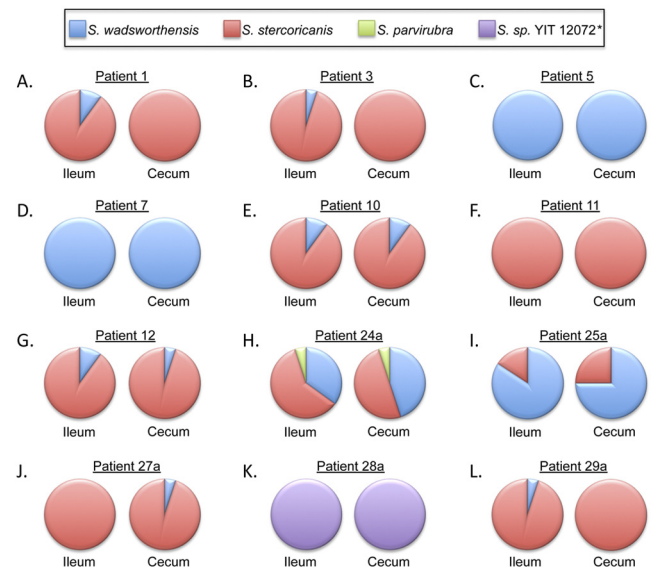 S. wadsworthensis S. stercoricanis S. parvirubra S. sp. YIT 12072*
A. Patient 1 B. Patient 3 C. Patient 5
Ileum Cecum Ileum Cecum Ileum Cecum
D. Patient 7 E. Patient 10 F. Patient 11
Ileum Cecum Ileum Cecum Ileum Cecum
G. Patient 12 H. Patient 24a I. Patient 25a
Ileum Cecum Ileum Cecum Ileum Cecum
J. Patient 27a K. Patient 28a L. Patient 29a
Ileum Cecum Ileum Cecum Ileum Cecum